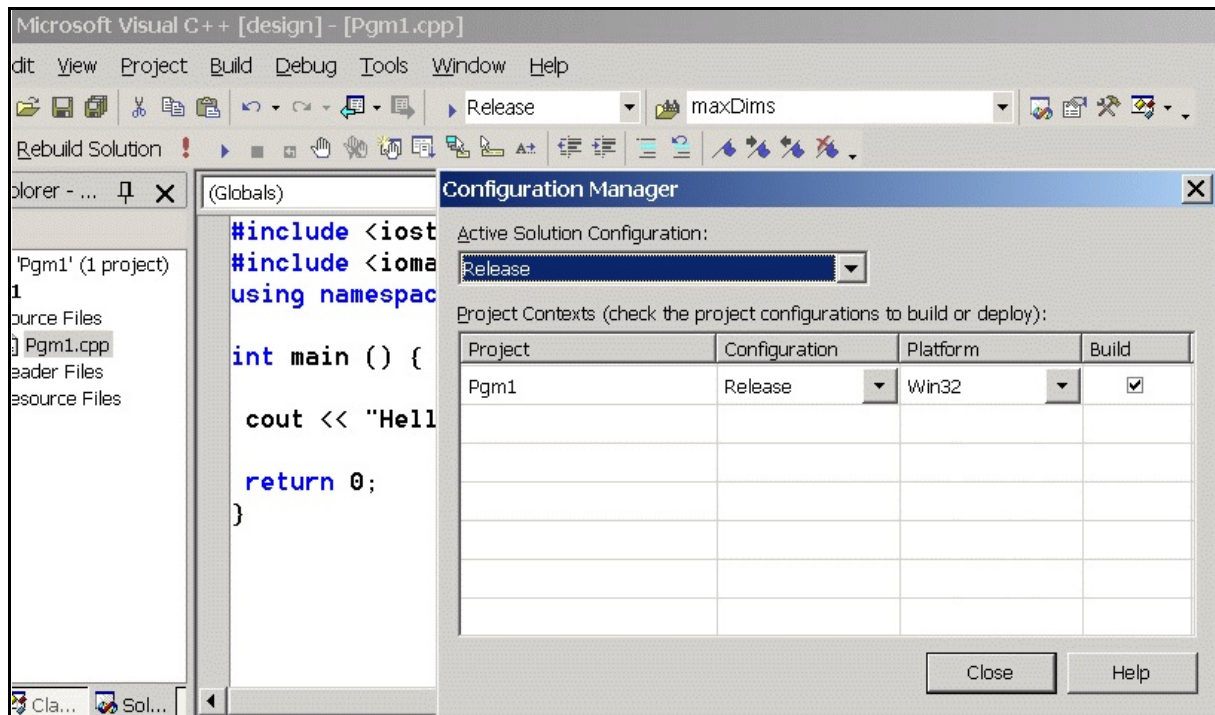 Microsoft Visual C++ [design] - [Pgm1.cpp]
dit View Project Build Debug Tools Window Help
Release maxDims
Rebuild Solution
plorer - ...
(Globals)
'Pgm1' (1 project)
1
ource Files
Pgm1.cpp
eader Files
esource Files
#include <iost
#include <ioma
using namespac
int main () {
cout << "Hell
return 0;
}
Configuration Manager
Active Solution Configuration:
Release
Project Contexts (check the project configurations to build or deploy):
Project Configuration Platform Build
Pgm1 Release Win32
Close Help
Cla... Sol...